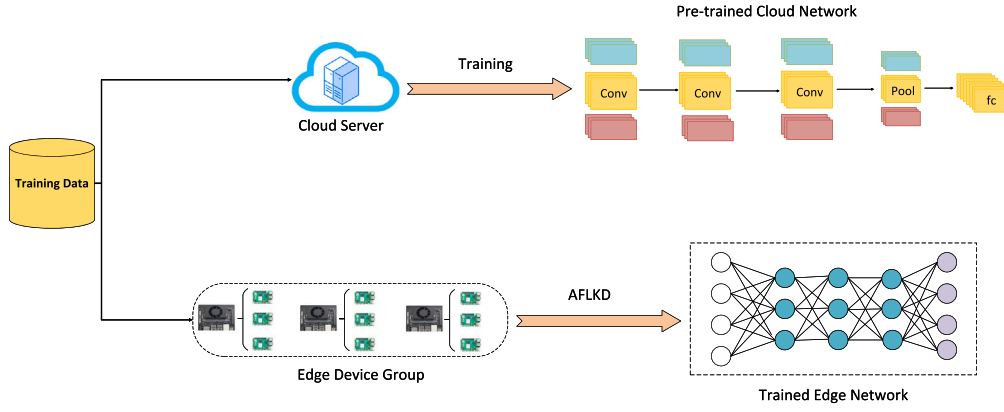 Pre-trained Cloud Network
Training
Conv
Conv
Conv
Pool
fc
Cloud Server
Training Data
AFLKD
Edge Device Group
Trained Edge Network